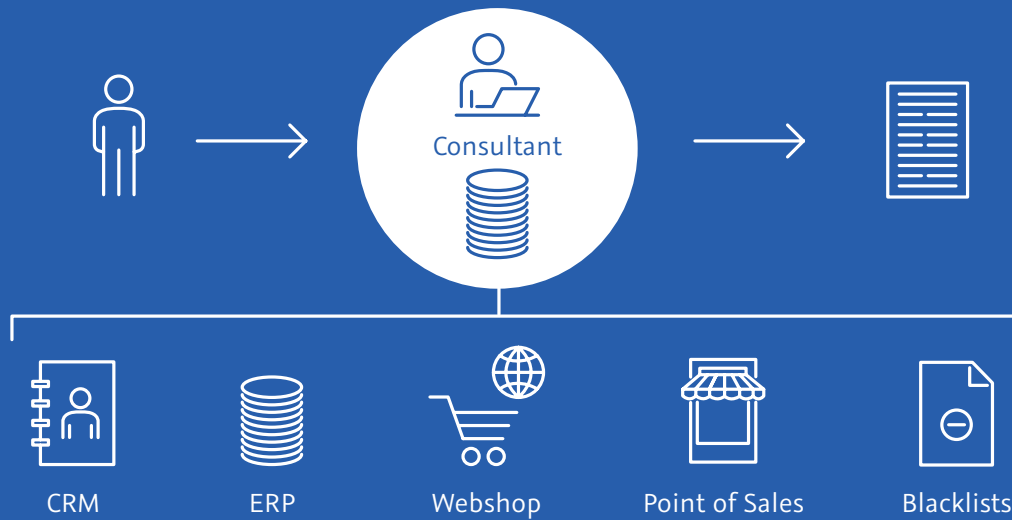 Consultant
CRM
ERP
Webshop
Point of Sales
Blacklists